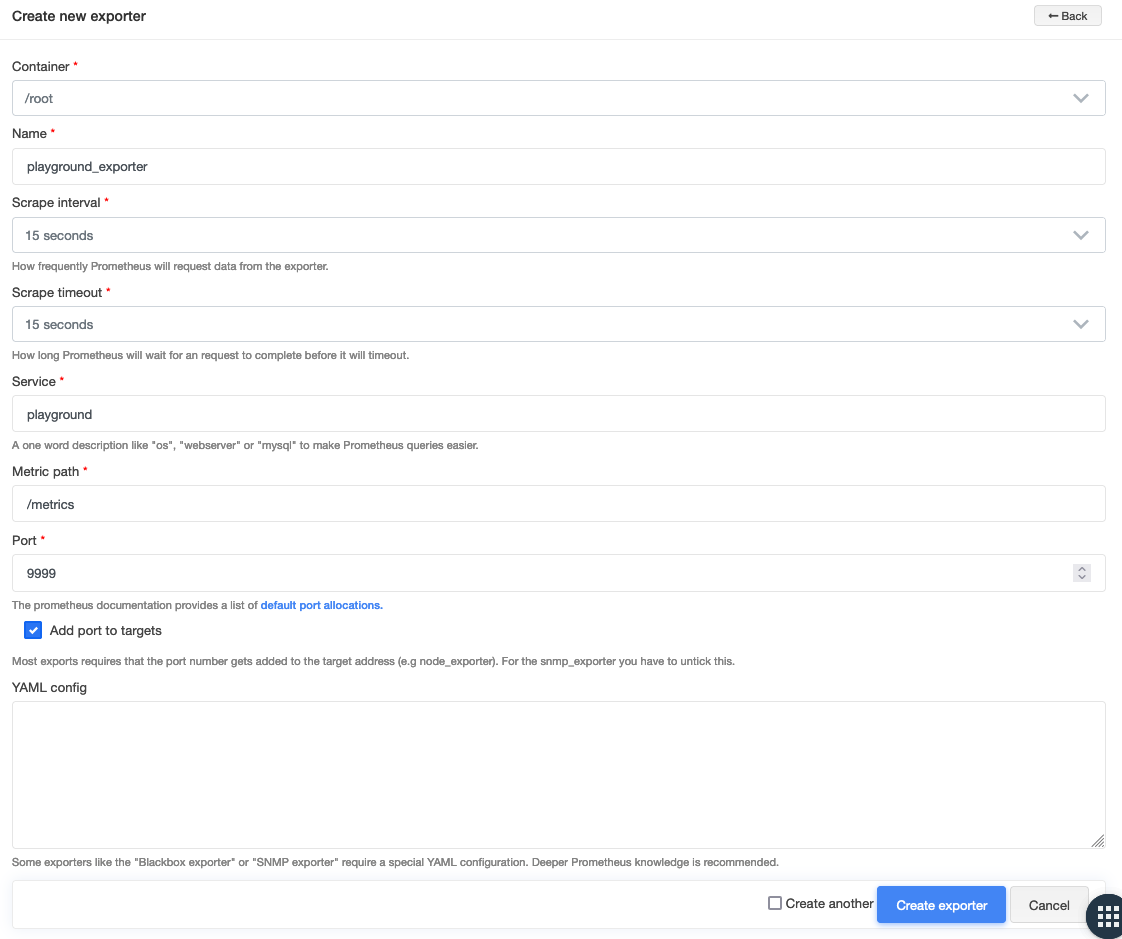 Create new exporter
← Back
Container *
/root
Name *
playground_exporter
Scrape interval *
15 seconds
How frequently Prometheus will request data from the exporter.
Scrape timeout *
15 seconds
How long Prometheus will wait for an request to complete before it will timeout.
Service *
playground
A one word description like "os", "webserver" or "mysql" to make Prometheus queries easier.
Metric path *
/metrics
Port *
9999
The prometheus documentation provides a list of default port allocations.
Add port to targets
Most exports requires that the port number gets added to the target address (e.g node_exporter). For the snmp_exporter you have to untick this.
YAML config
Some exporters like the "Blackbox exporter" or "SNMP exporter" require a special YAML configuration. Deeper Prometheus knowledge is recommended.
Create another
Create exporter
Cancel